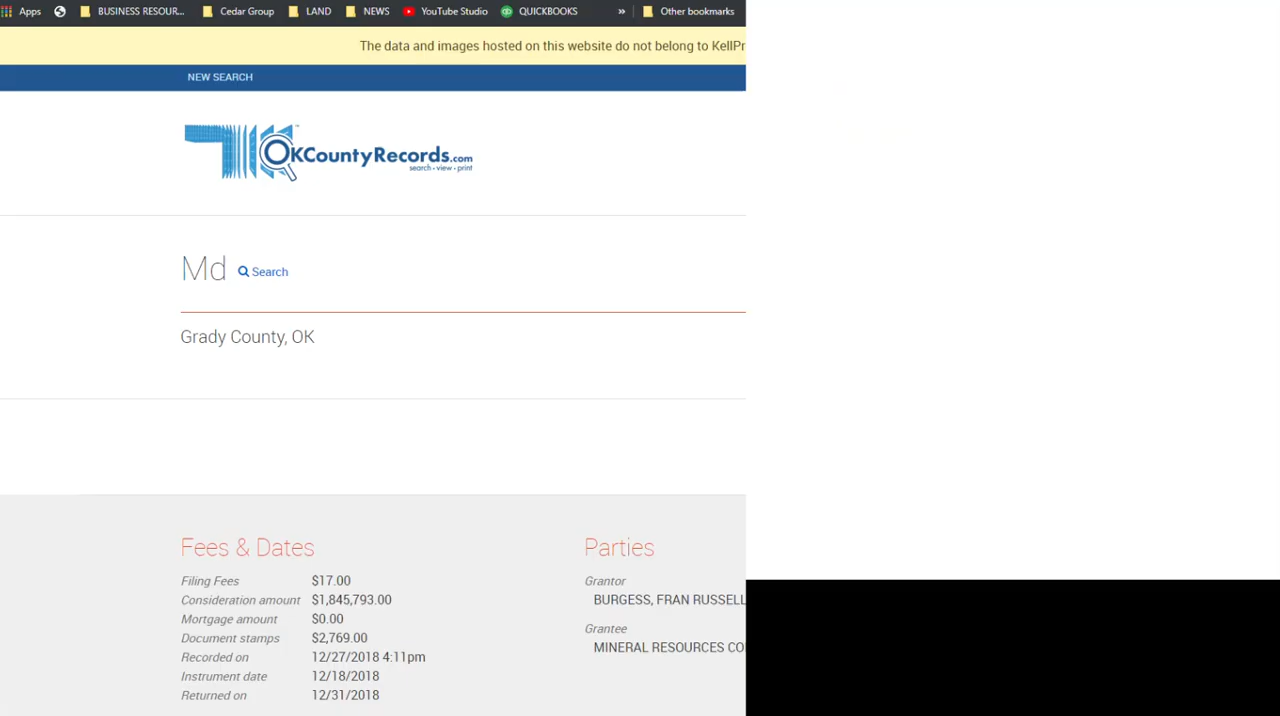 Apps BUSINESS RESOUR... Cedar Group LAND NEWS YouTube Studio QUICKBOOKS » Other bookmarks
The data and images hosted on this website do not belong to KellPr
NEW SEARCH
OKCountyRecords.com
search • view • print
Md Search
Grady County, OK
Fees & Dates
Filing Fees $17.00
Consideration amount $1,845,793.00
Mortgage amount $0.00
Document stamps $2,769.00
Recorded on 12/27/2018 4:11pm
Instrument date 12/18/2018
Returned on 12/31/2018
Parties
Grantor
BURGESS, FRAN RUSSELL
Grantee
MINERAL RESOURCES CO